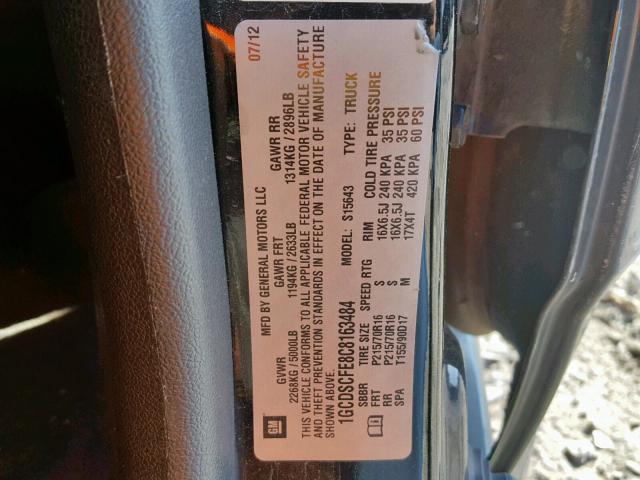 MFD BY GENERAL MOTORS LLC 07/12
GVWR GAWR FRT GAWR RR
2268KG / 5000LB 1194KG / 2633LB 1314KG / 2896LB
THIS VEHICLE CONFORMS TO ALL APPLICABLE FEDERAL MOTOR VEHICLE SAFETY
AND THEFT PREVENTION STANDARDS IN EFFECT ON THE DATE OF MANUFACTURE
SHOWN ABOVE.
1GCDSCFE8C8163484 MODEL: S15643 TYPE: TRUCK
SBBR TIRE SIZE SPEED RTG RIM COLD TIRE PRESSURE
FRT P215/70R16 S 16X6.5J 240 KPA 35 PSI
RR P215/70R16 S 16X6.5J 240 KPA 35 PSI
SPA T155/90D17 M 17X4T 420 KPA 60 PSI
GM